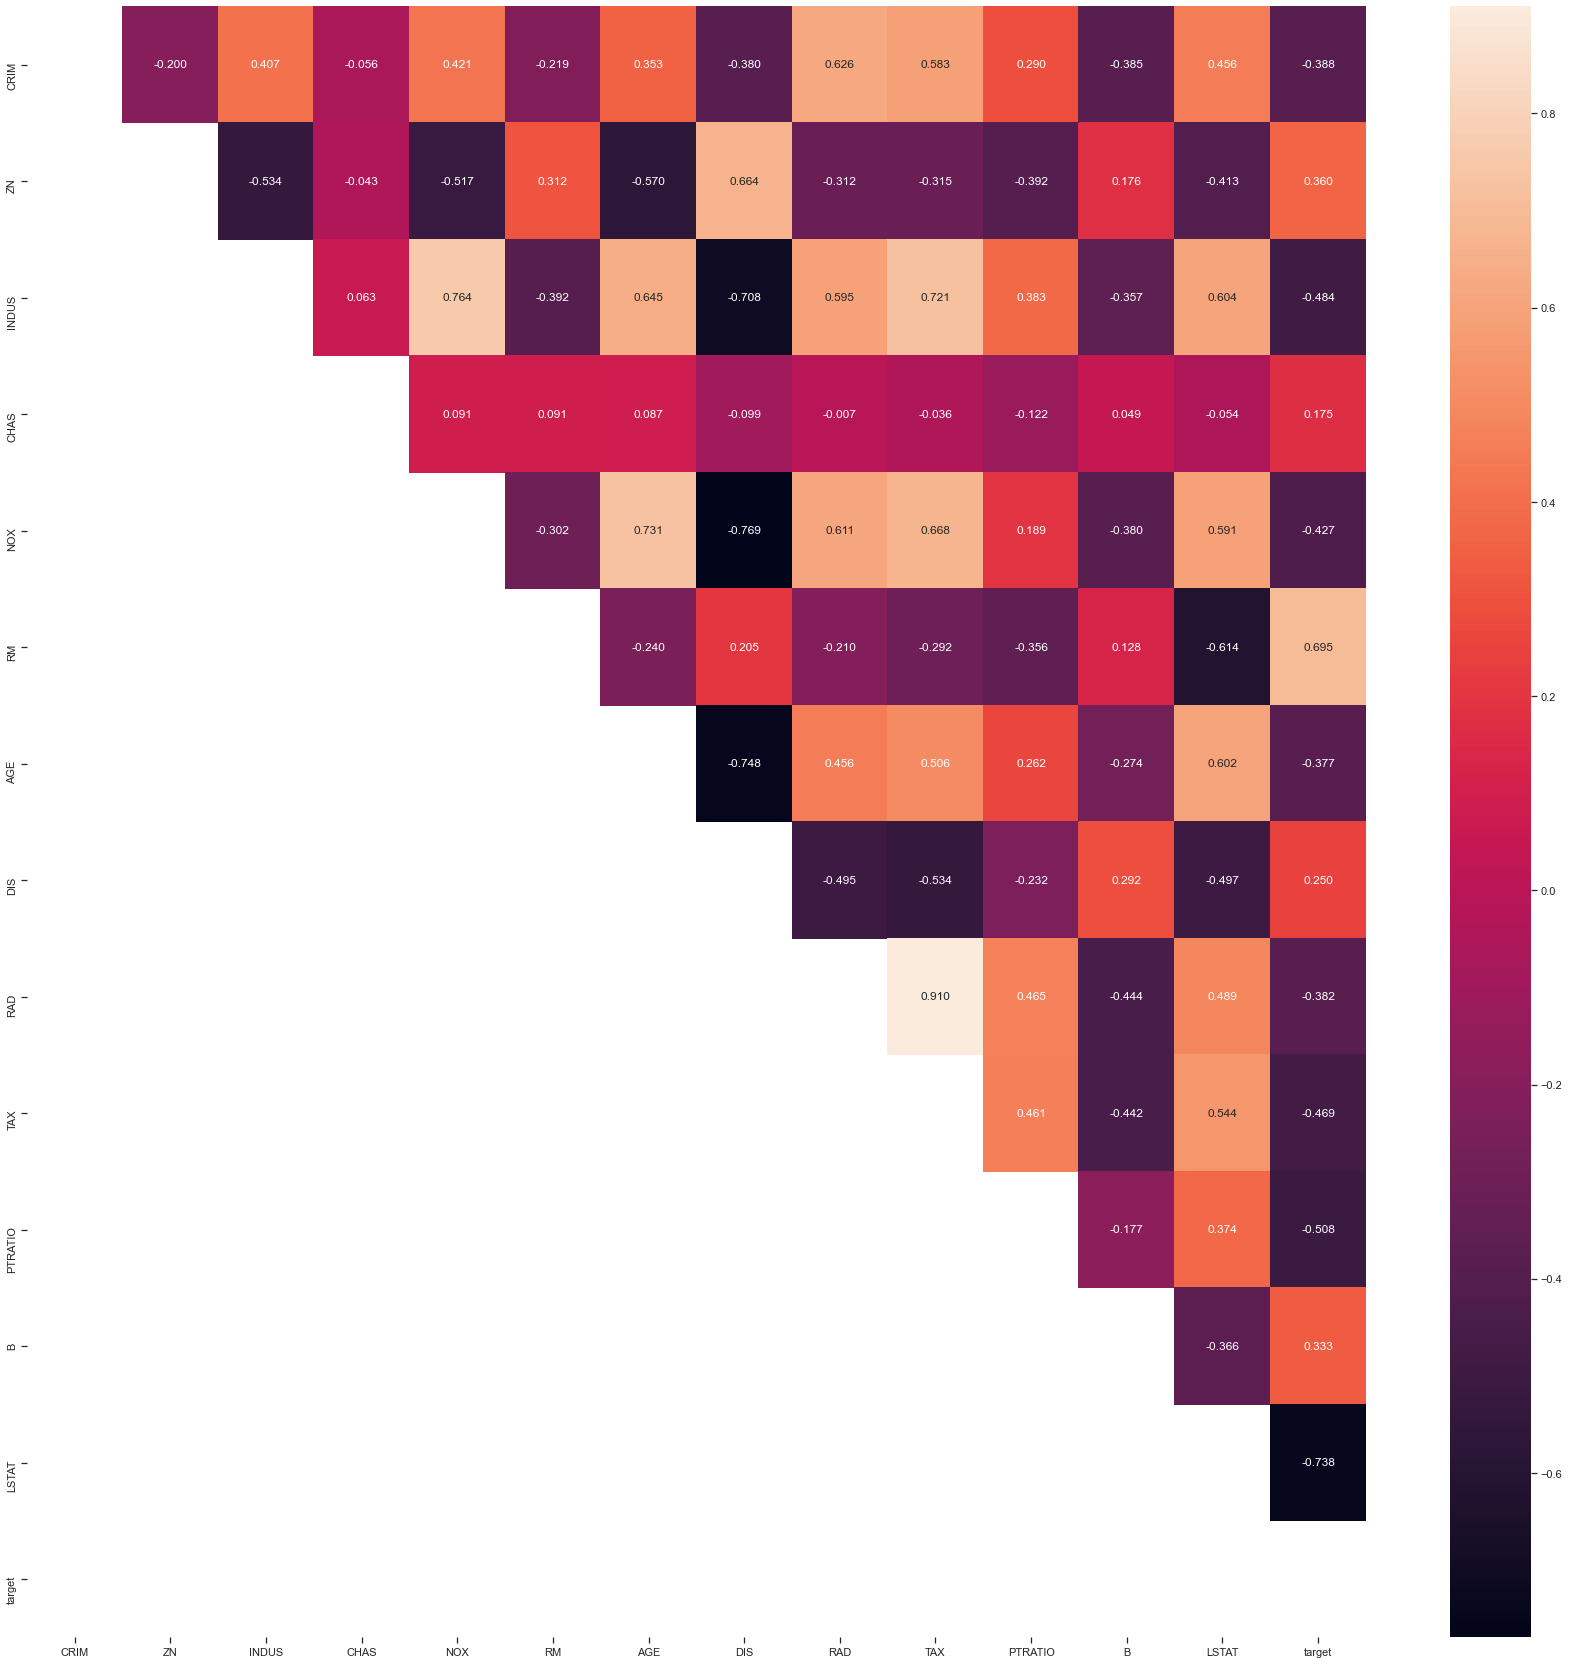 CRIM -0.200 0.407 -0.056 0.421 -0.219 0.353 -0.380 0.626 0.583 0.290 -0.385 0.456 -0.388
ZN -0.534 -0.043 -0.517 0.312 -0.570 0.664 -0.312 -0.315 -0.392 0.176 -0.413 0.360
INDUS 0.063 0.764 -0.392 0.645 -0.708 0.595 0.721 0.383 -0.357 0.604 -0.484
CHAS 0.091 0.091 0.087 -0.099 -0.007 -0.036 -0.122 0.049 -0.054 0.175
NOX -0.302 0.731 -0.769 0.611 0.668 0.189 -0.380 0.591 -0.427
RM -0.240 0.205 -0.210 -0.292 -0.356 0.128 -0.614 0.695
AGE -0.748 0.456 0.506 0.262 -0.274 0.602 -0.377
DIS -0.495 -0.534 -0.232 0.292 -0.497 0.250
RAD 0.910 0.465 -0.444 0.489 -0.382
TAX 0.461 -0.442 0.544 -0.469
PTRATIO -0.177 0.374 -0.508
B -0.366 0.333
LSTAT -0.738
target
CRIM ZN INDUS CHAS NOX RM AGE DIS RAD TAX PTRATIO B LSTAT target
0.8
0.6
0.4
0.2
0.0
−0.2
−0.4
−0.6